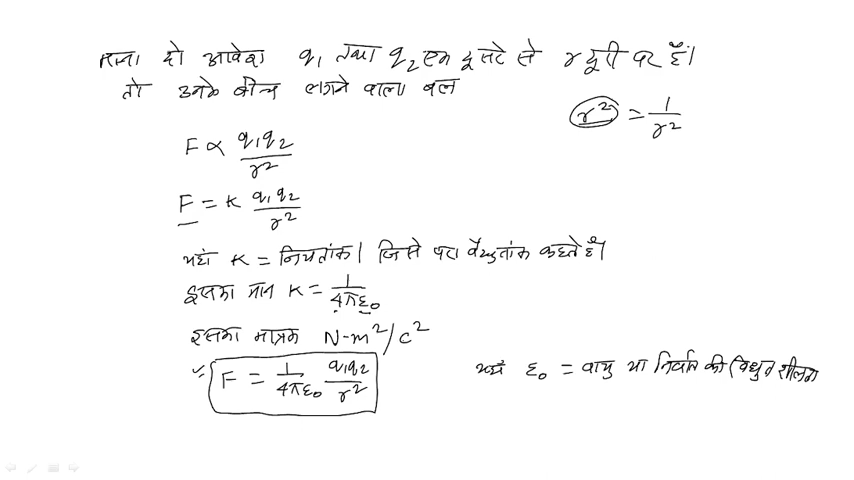 माना दो आवेश q₁ तथा q₂ एक दूसरे से r दूरी पर हैं।
तो उनके बीच लगने वाला बल
r² = 1/r²
F ∝ q₁q₂/r²
F = K q₁q₂/r²
यहाँ K = नियतांक। जिसे परावैद्युतांक कहते हैं।
इसका मान K = 1/4πε₀
इसका मात्रक N-m²/c²
F = 1/4πε₀ q₁q₂/r²
यहाँ ε₀ = वायु या निर्वात की विधुत शीलता